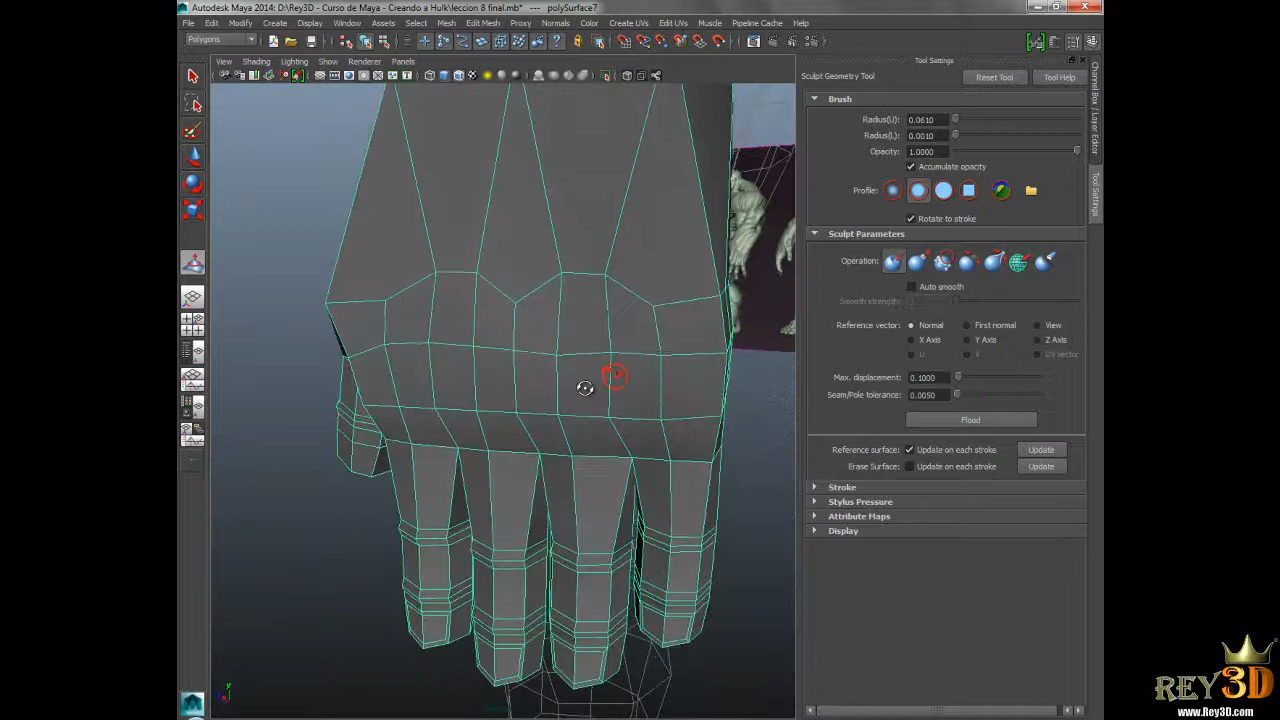 Autodesk Maya 2014: D:\Rey3D - Curso de Maya - Creando a Hulk\leccion 8 final.mb* --- polySurface7
File Edit Modify Create Display Window Assets Select Mesh Edit Mesh Proxy Normals Color Create UVs Edit UVs Muscle Pipeline Cache Help
Polygons
View Shading Lighting Show Renderer Panels
Tool Settings
Sculpt Geometry Tool Reset Tool Tool Help
Brush
Radius(U): 0.0610
Radius(L): 0.0010
Opacity: 1.0000
Accumulate opacity
Profile:
Rotate to stroke
Sculpt Parameters
Operation:
Auto smooth
Smooth strength:
Reference vector: Normal First normal View
X Axis Y Axis Z Axis
U V UV vector
Max. displacement: 0.1000
Seam/Pole tolerance: 0.0050
Flood
Reference surface: Update on each stroke Update
Erase Surface: Update on each stroke Update
Stroke
Stylus Pressure
Attribute Maps
Display
Channel Box / Layer Editor
Tool Settings
y
REY3D
www.Rey3D.com